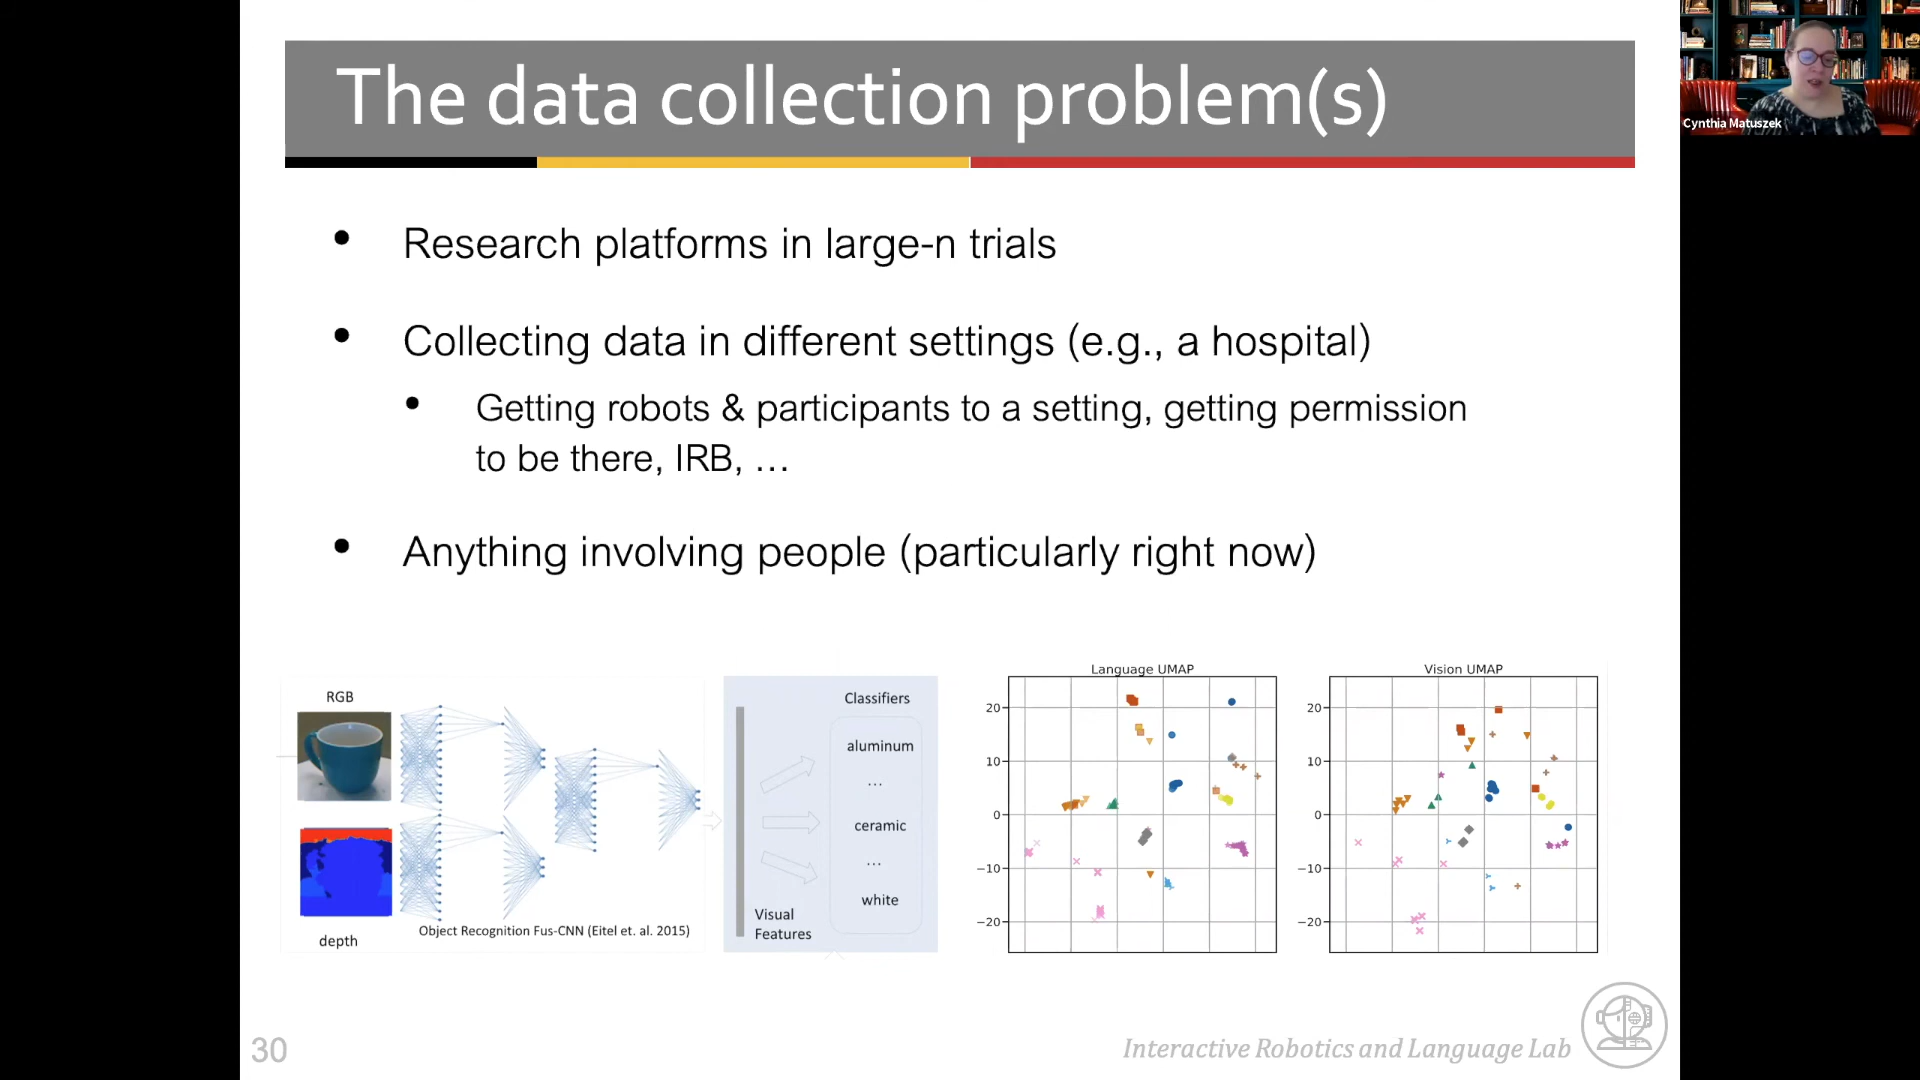 The data collection problem(s)
Cynthia Matuszek
• Research platforms in large-n trials
• Collecting data in different settings (e.g., a hospital)
• Getting robots & participants to a setting, getting permission
to be there, IRB, …
• Anything involving people (particularly right now)
RGB
depth
Object Recognition Fus-CNN (Eitel et. al. 2015)
Classifiers
aluminum
...
ceramic
...
white
Visual
Features
Language UMAP
20
10
0
−10
−20
Vision UMAP
20
10
0
−10
−20
30
Interactive Robotics and Language Lab